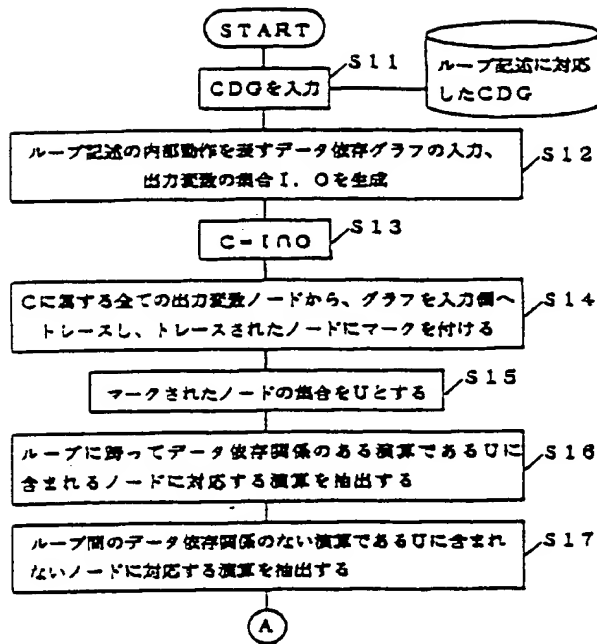 START
S11
CDGを入力
ループ記述に対応
したCDG
ループ記述の内部動作を表すデータ依存グラフの入力、
出力変数の集合I、Oを生成
S12
C=I∩O
S13
Cに属する全ての出力変数ノードから、グラフを入力側へ
トレースし、トレースされたノードにマークを付ける
S14
マークされたノードの集合をUとする
S15
ループに跨ってデータ依存関係のある演算であるUに
含まれるノードに対応する演算を抽出する
S16
ループ間のデータ依存関係のない演算であるUに含まれ
ないノードに対応する演算を抽出する
S17
A